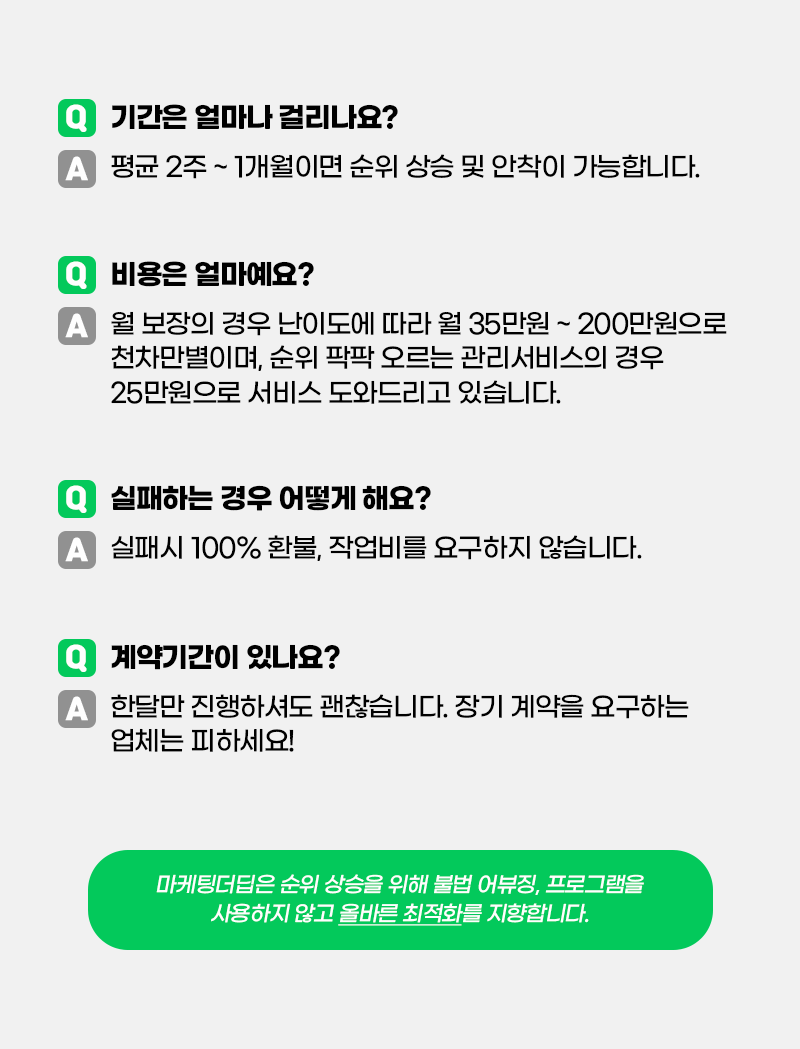 Q 기간은 얼마나 걸리나요?
A 평균 2주 ~ 1개월이면 순위 상승 및 안착이 가능합니다.
Q 비용은 얼마예요?
A 월 보장의 경우 난이도에 따라 월 35만원 ~ 200만원으로
천차만별이며, 순위 팍팍 오르는 관리서비스의 경우
25만원으로 서비스 도와드리고 있습니다.
Q 실패하는 경우 어떻게 해요?
A 실패시 100% 환불, 작업비를 요구하지 않습니다.
Q 계약기간이 있나요?
A 한달만 진행하셔도 괜찮습니다. 장기 계약을 요구하는
업체는 피하세요!
마케팅더딥은 순위 상승을 위해 불법 어뷰징, 프로그램을
사용하지 않고 올바른 최적화를 지향합니다.